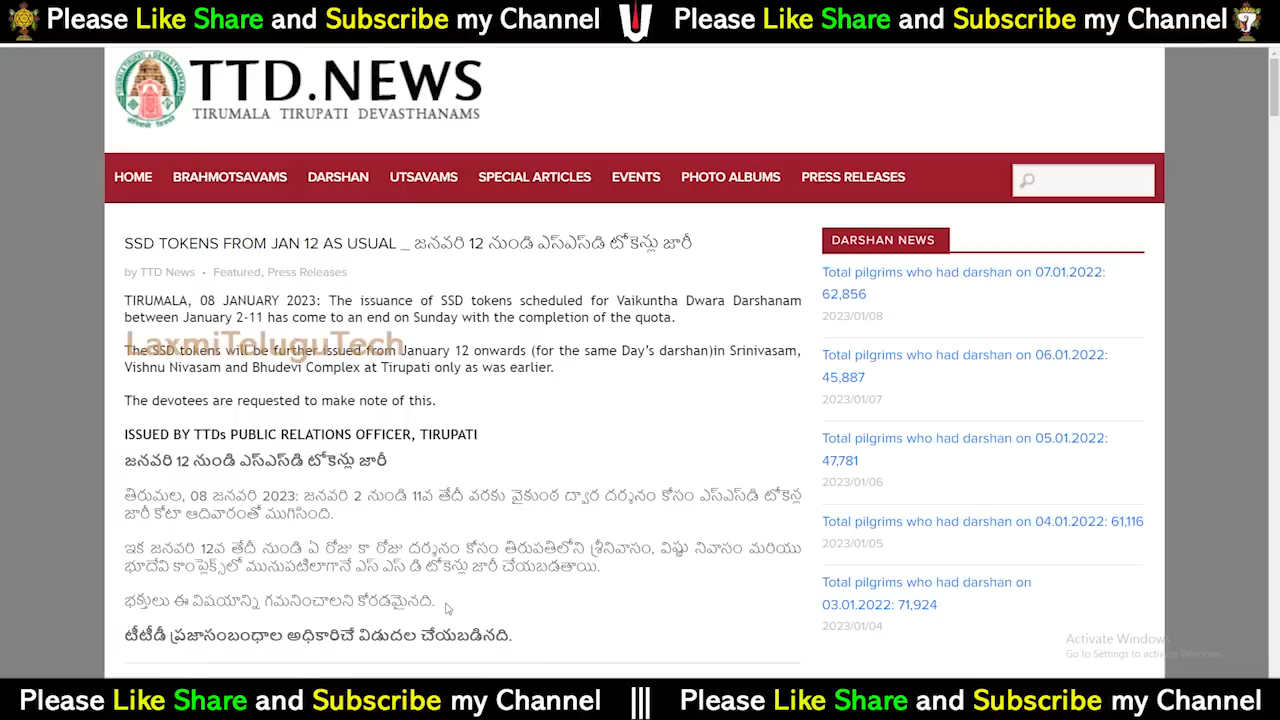 Please Like Share and Subscribe my Channel
Please Like Share and Subscribe my Channel
TTD.NEWS
TIRUMALA TIRUPATI DEVASTHANAMS
HOME BRAHMOTSAVAMS DARSHAN UTSAVAMS SPECIAL ARTICLES EVENTS PHOTO ALBUMS PRESS RELEASES
SSD TOKENS FROM JAN 12 AS USUAL _ జనవరి 12 నుండి ఎస్ఎస్‌డి టోకెన్లు జారీ
by TTD News • Featured, Press Releases
TIRUMALA, 08 JANUARY 2023: The issuance of SSD tokens scheduled for Vaikuntha Dwara Darshanam
between January 2-11 has come to an end on Sunday with the completion of the quota.
LaxmiTeluguTech
The SSD tokens will be further issued from January 12 onwards (for the same Day's darshan)in Srinivasam,
Vishnu Nivasam and Bhudevi Complex at Tirupati only as was earlier.
The devotees are requested to make note of this.
ISSUED BY TTDs PUBLIC RELATIONS OFFICER, TIRUPATI
జనవరి 12 నుండి ఎస్ఎస్‌డి టోకెన్లు జారీ
తిరుమల, 08 జనవరి 2023: జనవరి 2 నుండి 11వ తేదీ వరకు వైకుంఠ ద్వార దర్శనం కోసం ఎస్ఎస్‌డి టోకెన్ల
జారీ కోటా ఆదివారంతో ముగిసింది.
ఇక జనవరి 12వ తేదీ నుండి ఏ రోజు కా రోజు దర్శనం కోసం తిరుపతిలోని శ్రీనివాసం, విష్ణు నివాసం మరియు
భూదేవి కాంప్లెక్స్‌లో మునుపటిలాగానే ఎస్ ఎస్ డి టోకెన్లు జారీ చేయబడతాయి.
భక్తులు ఈ విషయాన్ని గమనించాలని కోరడమైనది.
టీటీడీ ప్రజాసంబంధాల అధికారిచే విడుదల చేయబడినది.
DARSHAN NEWS
Total pilgrims who had darshan on 07.01.2022:
62,856
2023/01/08
Total pilgrims who had darshan on 06.01.2022:
45,887
2023/01/07
Total pilgrims who had darshan on 05.01.2022:
47,781
2023/01/06
Total pilgrims who had darshan on 04.01.2022: 61,116
2023/01/05
Total pilgrims who had darshan on
03.01.2022: 71,924
2023/01/04
Activate Windows
Go to Settings to activate Windows
Please Like Share and Subscribe my Channel ||| Please Like Share and Subscribe my Channel